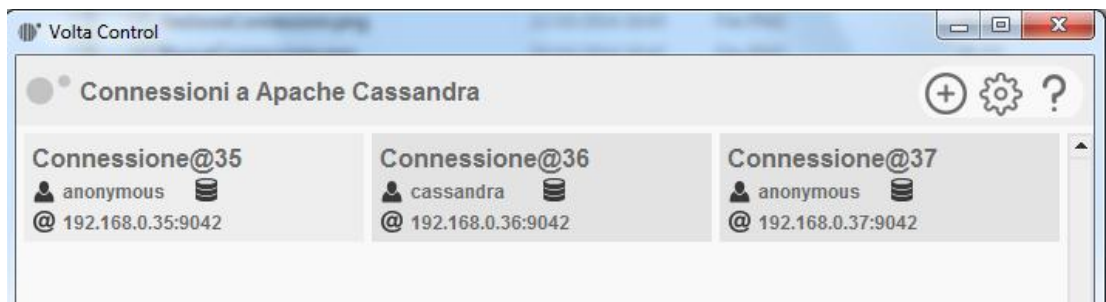 Volta Control
Connessioni a Apache Cassandra
Connessione@35
anonymous
@ 192.168.0.35:9042
Connessione@36
cassandra
@ 192.168.0.36:9042
Connessione@37
anonymous
@ 192.168.0.37:9042